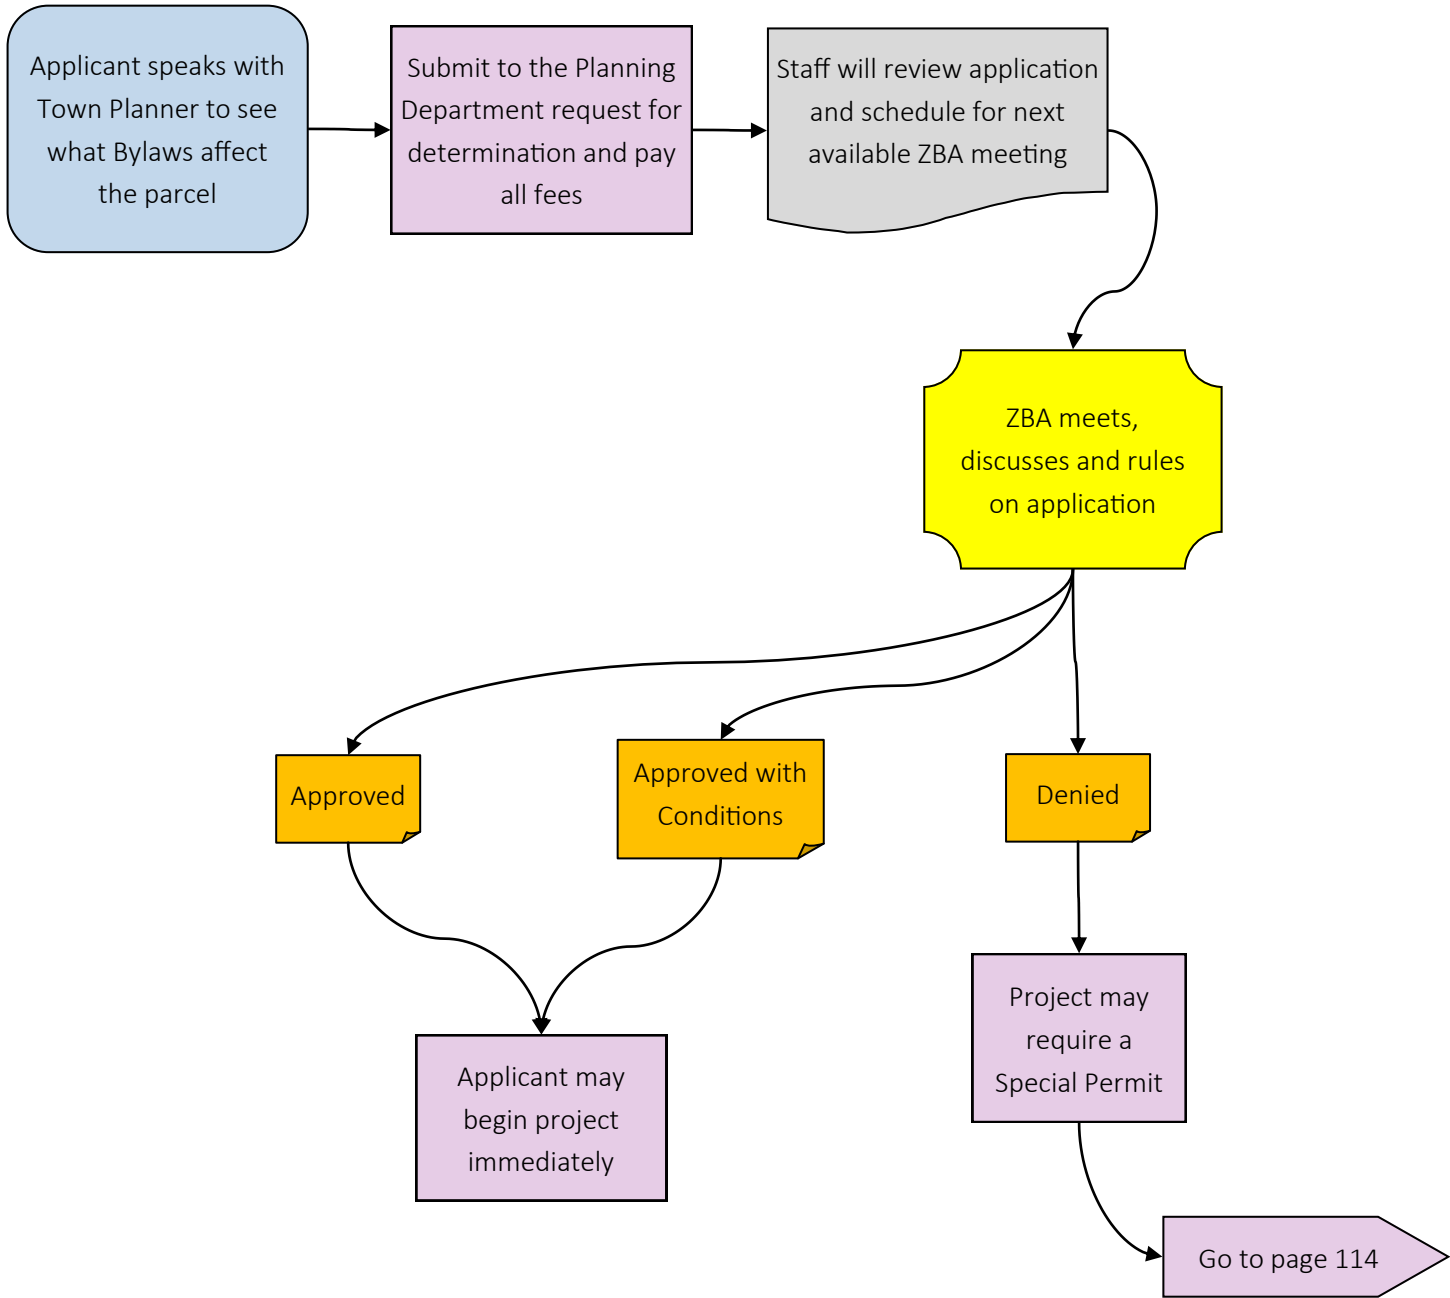 Applicant speaks with
Town Planner to see
what Bylaws affect
the parcel
Submit to the Planning
Department request for
determination and pay
all fees
Staff will review application
and schedule for next
available ZBA meeting
ZBA meets,
discusses and rules
on application
Approved
Approved with
Conditions
Denied
Applicant may
begin project
immediately
Project may
require a
Special Permit
Go to page 114